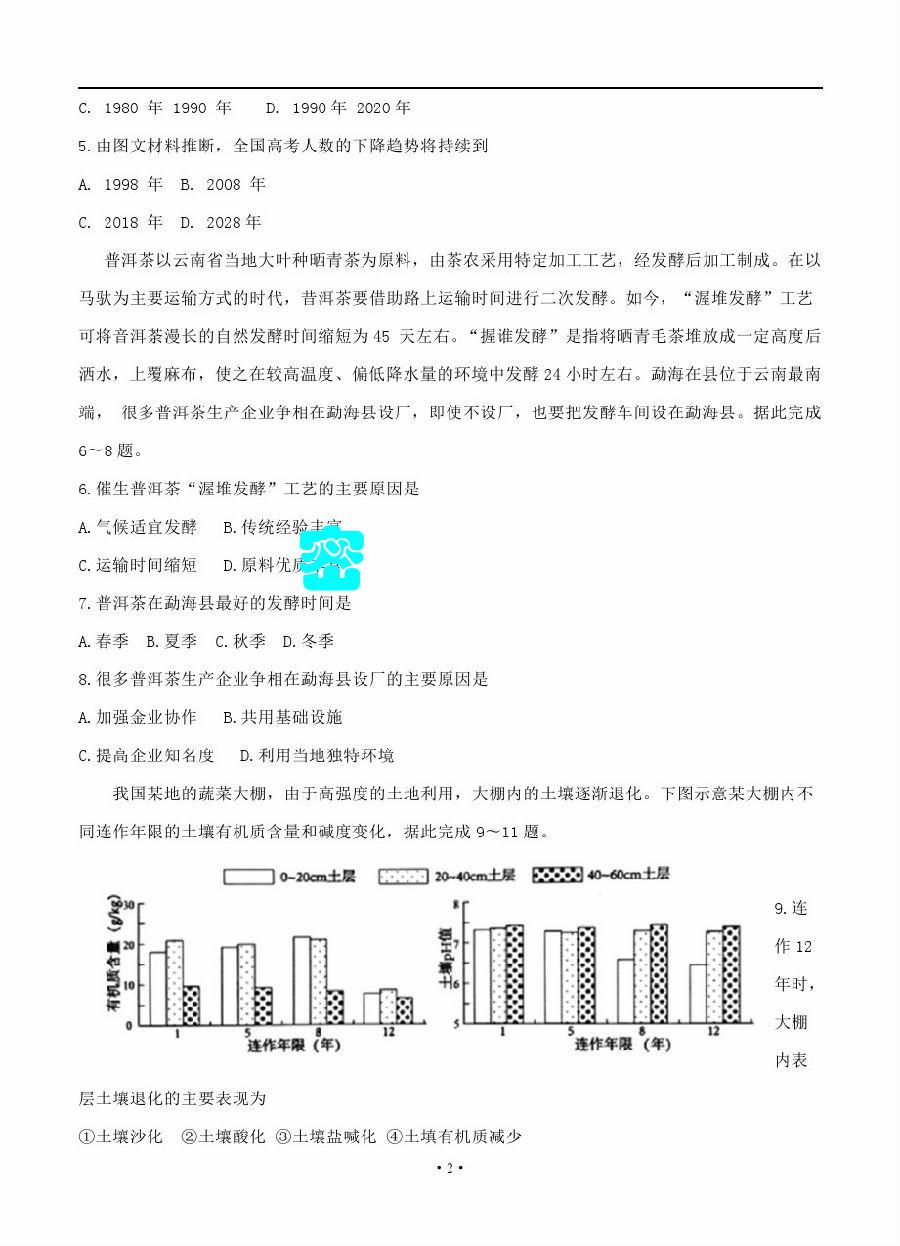 C. 1980 年 1990 年 D. 1990年 2020年
5.由图文材料推断，全国高考人数的下降趋势将持续到
A. 1998 年 B. 2008 年
C. 2018 年 D. 2028年
普洱茶以云南省当地大叶种晒青茶为原料，由茶农采用特定加工工艺，经发酵后加工制成。在以
马驮为主要运输方式的时代，昔洱茶要借助路上运输时间进行二次发酵。如今，“渥堆发酵”工艺
可将音洱茶漫长的自然发酵时间缩短为45 天左右。“握谁发酵”是指将晒青毛茶堆放成一定高度后
洒水，上覆麻布，使之在较高温度、偏低降水量的环境中发酵24小时左右。勐海在县位于云南最南
端， 很多普洱茶生产企业争相在勐海县设厂，即使不设厂，也要把发酵车间设在勐海县。据此完成
6--8题。
6.催生普洱茶“渥堆发酵”工艺的主要原因是
A.气候适宜发酵 B.传统经验丰富
C.运输时间缩短 D.原料优质
7.普洱茶在勐海县最好的发酵时间是
A.春季 B.夏季 C.秋季 D.冬季
8.很多普洱茶生产企业争相在勐海县设厂的主要原因是
A.加强金业协作 B.共用基础设施
C.提高企业知名度 D.利用当地独特环境
我国某地的蔬菜大棚，由于高强度的土地利用，大棚内的土壤逐渐退化。下图示意某大棚内不
同连作年限的土壤有机质含量和碱度变化，据此完成9～11题。
0~20cm土层 20~40cm土层 40~60cm土层
有机质含量（g/kg）
30
20
10
0
1 5 8 12
连作年限（年）
土壤pH值
8
7
6
5
1 5 8 12
连作年限（年）
9.连
作12
年时，
大棚
内表
层土壤退化的主要表现为
①土壤沙化 ②土壤酸化 ③土壤盐碱化 ④土填有机质减少
·2·